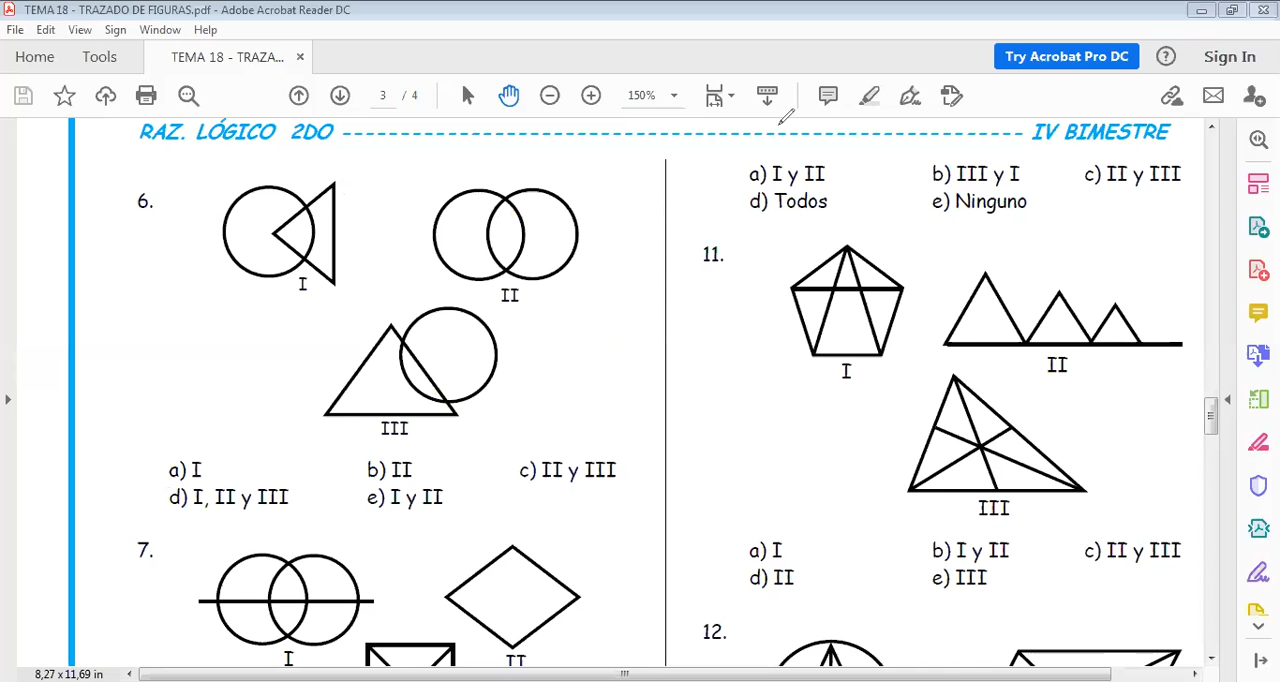 TEMA 18 - TRAZADO DE FIGURAS.pdf - Adobe Acrobat Reader DC
File Edit View Sign Window Help
Home Tools TEMA 18 - TRAZA... × Try Acrobat Pro DC ? Sign In
3 / 4 150%
RAZ. LÓGICO 2DO IV BIMESTRE
6.
I
II
III
a) I b) II c) II y III
d) I, II y III e) I y II
7.
I
II
a) I y II b) III y I c) II y III
d) Todos e) Ninguno
11.
I
II
III
a) I b) I y II c) II y III
d) II e) III
12.
8,27 x 11,69 in